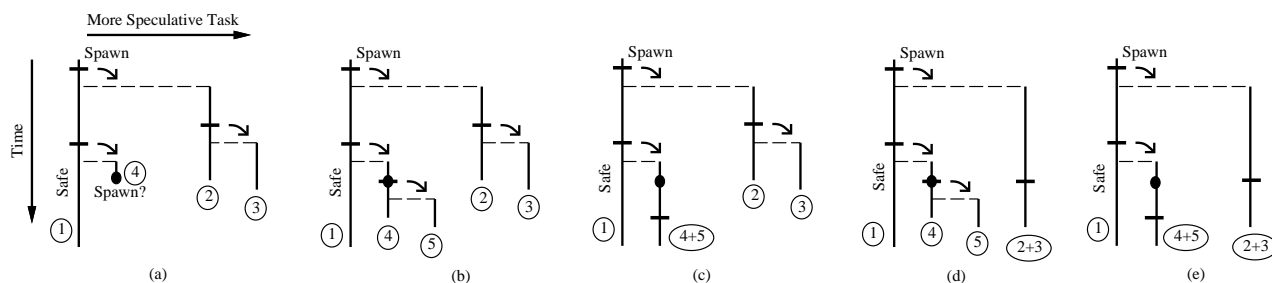 More Speculative Task
Time
Spawn
Safe
4
Spawn?
2
3
1
(a)
Spawn
Safe
2
3
1
4
5
(b)
Spawn
Safe
2
3
1
4+5
(c)
Spawn
Safe
1
4
5
2+3
(d)
Spawn
Safe
1
4+5
2+3
(e)